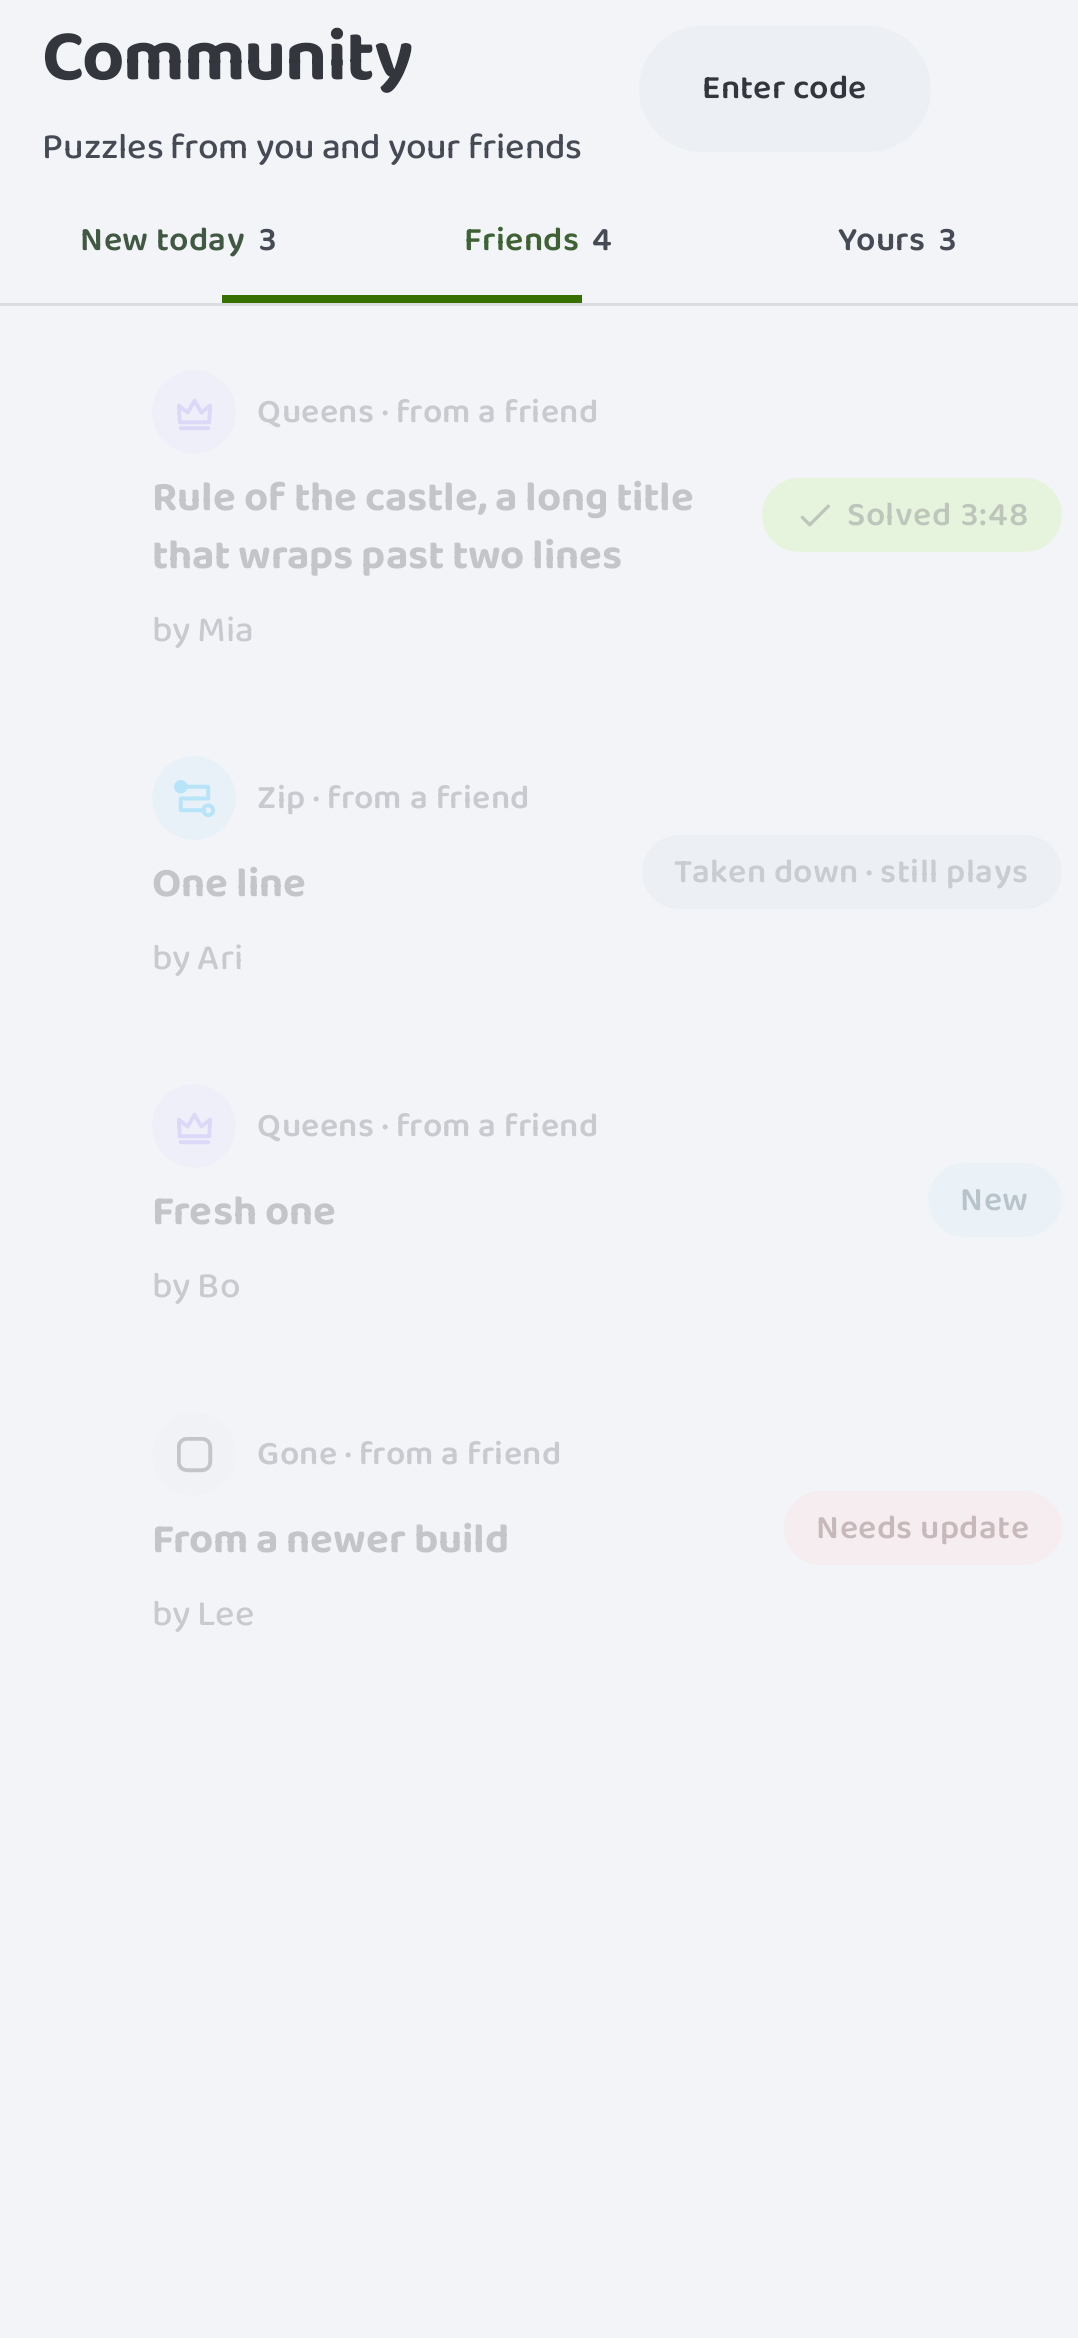 Community
Enter code
Puzzles from you and your friends
New today 3
Friends 4
Yours 3
Queens · from a friend
Rule of the castle, a long title
that wraps past two lines
Solved 3:48
by Mia
Zip · from a friend
One line
Taken down · still plays
by Ari
Queens · from a friend
Fresh one
New
by Bo
Gone · from a friend
From a newer build
Needs update
by Lee